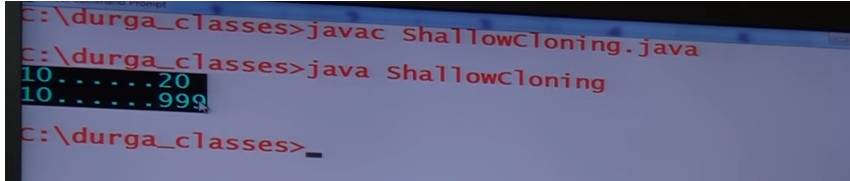 C:\durga_classes>javac ShallowCloning.java
C:\durga_classes>java ShallowCloning
10......20
10......999
C:\durga_classes>_